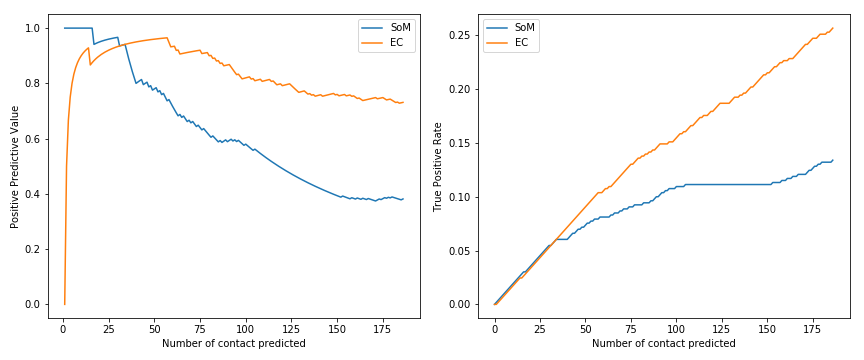 1.0
0.8
0.6
0.4
0.2
0.0
Positive Predictive Value
SoM
EC
0 25 50 75 100 125 150 175
Number of contact predicted
0.25
0.20
0.15
0.10
0.05
0.00
True Positive Rate
SoM
EC
0 25 50 75 100 125 150 175
Number of contact predicted